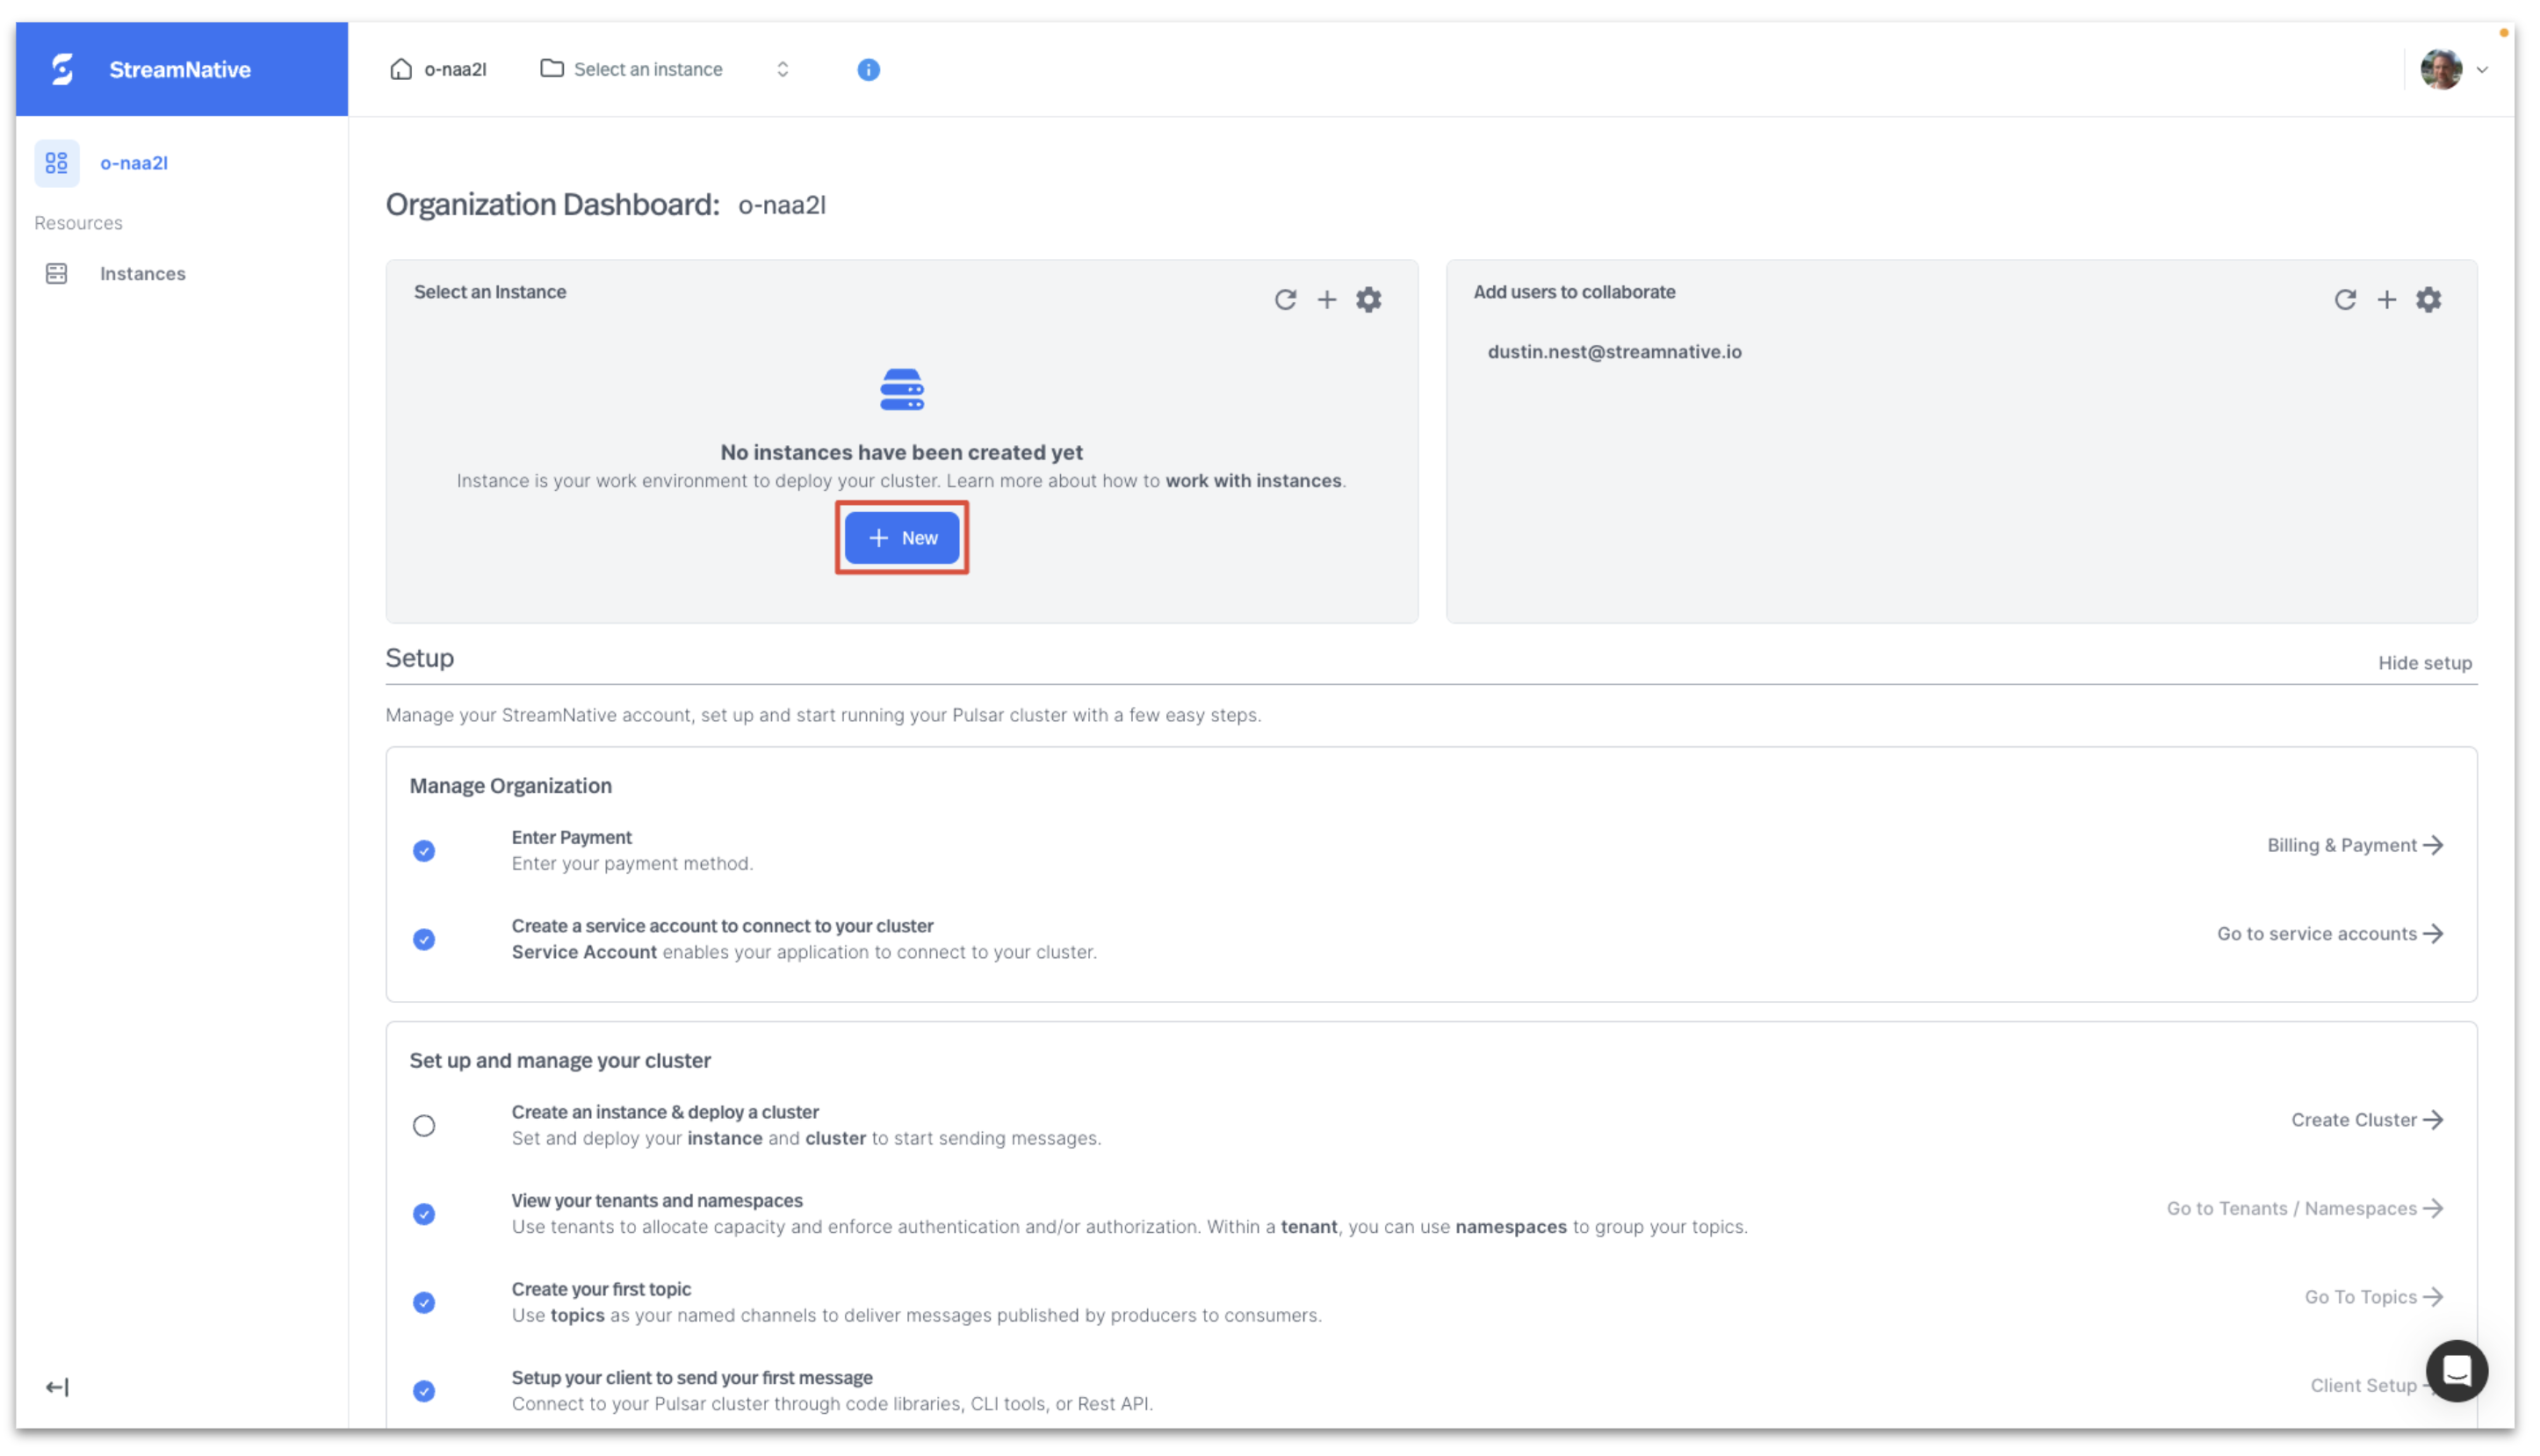 StreamNative
o-naa2l
Select an instance
o-naa2l
Resources
Instances
Organization Dashboard: o-naa2l
Select an Instance
No instances have been created yet
Instance is your work environment to deploy your cluster. Learn more about how to work with instances.
New
Add users to collaborate
dustin.nest@streamnative.io
Setup
Hide setup
Manage your StreamNative account, set up and start running your Pulsar cluster with a few easy steps.
Manage Organization
Enter Payment
Enter your payment method.
Billing & Payment
Create a service account to connect to your cluster
Service Account enables your application to connect to your cluster.
Go to service accounts
Set up and manage your cluster
Create an instance & deploy a cluster
Set and deploy your instance and cluster to start sending messages.
Create Cluster
View your tenants and namespaces
Use tenants to allocate capacity and enforce authentication and/or authorization. Within a tenant, you can use namespaces to group your topics.
Go to Tenants / Namespaces
Create your first topic
Use topics as your named channels to deliver messages published by producers to consumers.
Go To Topics
Setup your client to send your first message
Connect to your Pulsar cluster through code libraries, CLI tools, or Rest API.
Client Setup